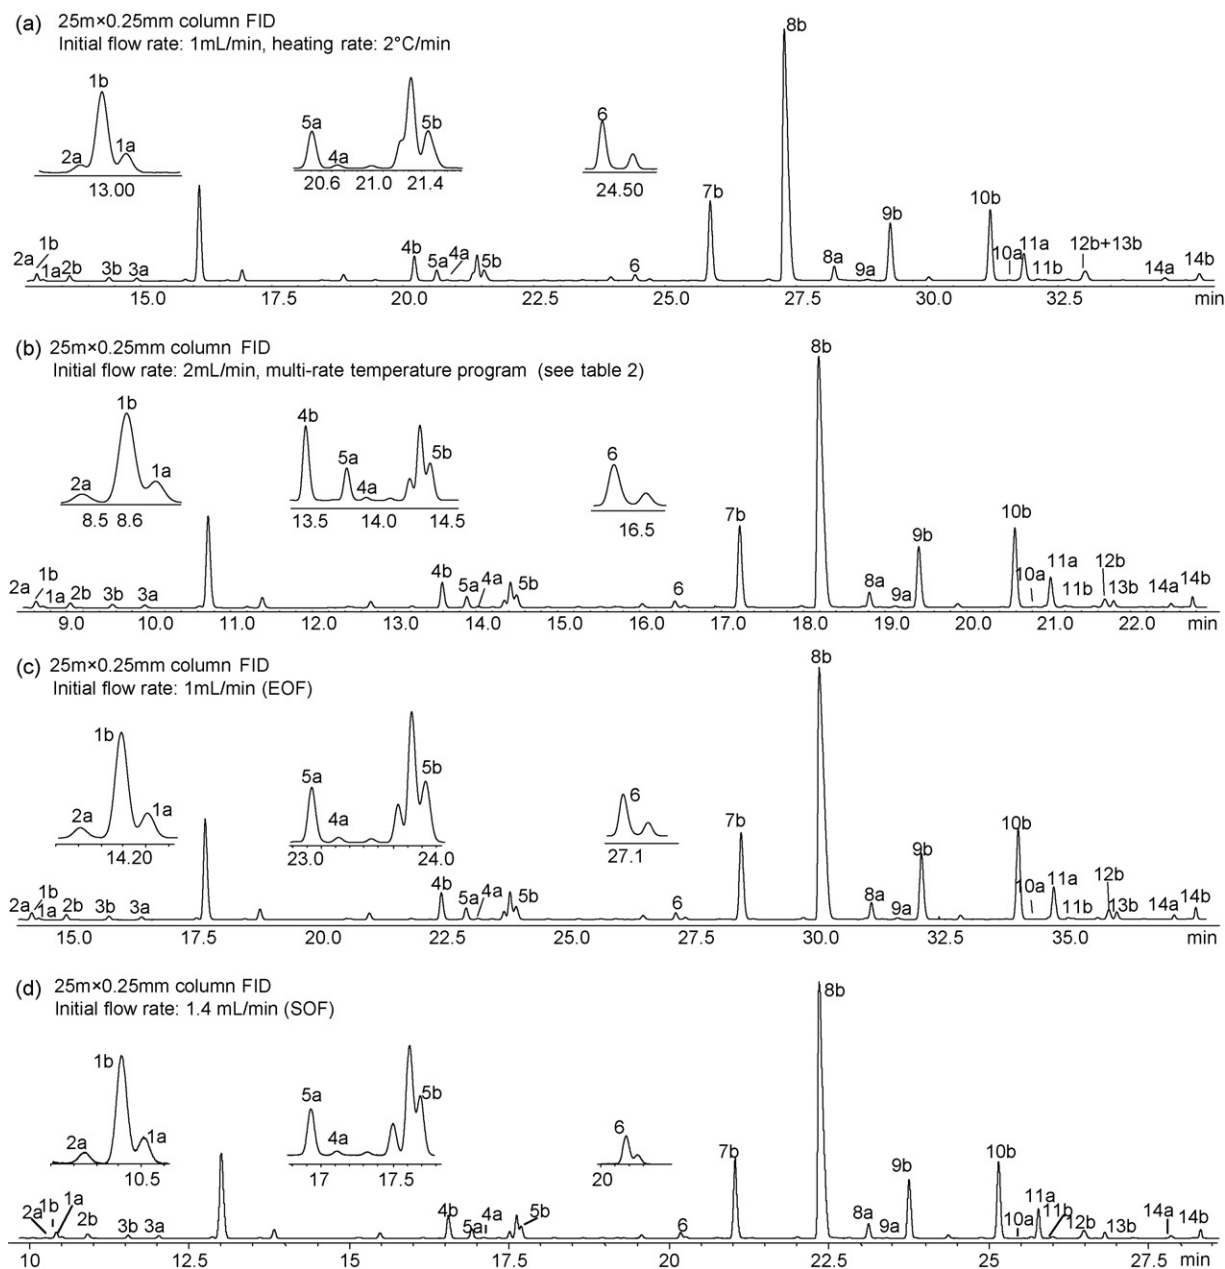 (a) 25m×0.25mm column FID
Initial flow rate: 1mL/min, heating rate: 2°C/min
8b
1b
2a
1a
13.00
5a
4a
5b
20.6 21.0 21.4
6
24.50
7b
9b
10b
2a 1b 1a 2b 3b 3a
4b 5a 4a 5b
6
8a 9a
10a 11a 11b 12b+13b 14a 14b
15.0 17.5 20.0 22.5 25.0 27.5 30.0 32.5 min
(b) 25m×0.25mm column FID
Initial flow rate: 2mL/min, multi-rate temperature program (see table 2)
8b
1b
2a
1a
8.5 8.6
4b
5a
4a
5b
13.5 14.0 14.5
6
16.5
7b
9b
10b
2a 1b 1a 2b 3b 3a
4b 5a 4a 5b
6
8a 9a
10a 11a 11b 12b 13b 14a 14b
9.0 10.0 11.0 12.0 13.0 14.0 15.0 16.0 17.0 18.0 19.0 20.0 21.0 22.0 min
(c) 25m×0.25mm column FID
Initial flow rate: 1mL/min (EOF)
8b
1b
2a
1a
14.20
5a
4a
5b
23.0 24.0
6
27.1
7b
9b
10b
2a 1b 1a 2b 3b 3a
4b 5a 4a 5b
6
8a 9a
10a 11a 11b 12b 13b 14a 14b
15.0 17.5 20.0 22.5 25.0 27.5 30.0 32.5 35.0 min
(d) 25m×0.25mm column FID
Initial flow rate: 1.4 mL/min (SOF)
8b
1b
2a
1a
10.5
5a
4a
5b
17 17.5
6
20
7b
9b
10b
2a 1b 1a 2b 3b 3a
4b 5a 4a 5b
6
8a 9a
10a 11a 11b 12b 13b 14a 14b
10 12.5 15 17.5 20 22.5 25 27.5 min